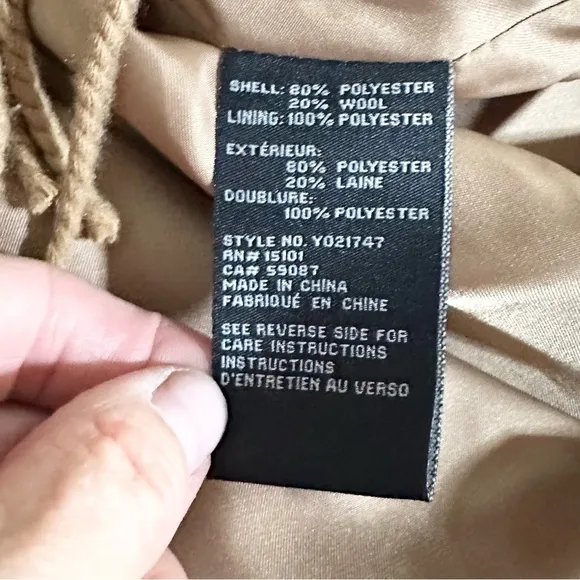 SHELL: 80% POLYESTER
20% WOOL
LINING: 100% POLYESTER
EXTÉRIEUR:
80% POLYESTER
20% LAINE
DOUBLURE:
100% POLYESTER
STYLE NO. Y021747
RN# 15101
CA# 59087
MADE IN CHINA
FABRIQUÉ EN CHINE
SEE REVERSE SIDE FOR
CARE INSTRUCTIONS
INSTRUCTIONS
D'ENTRETIEN AU VERSO